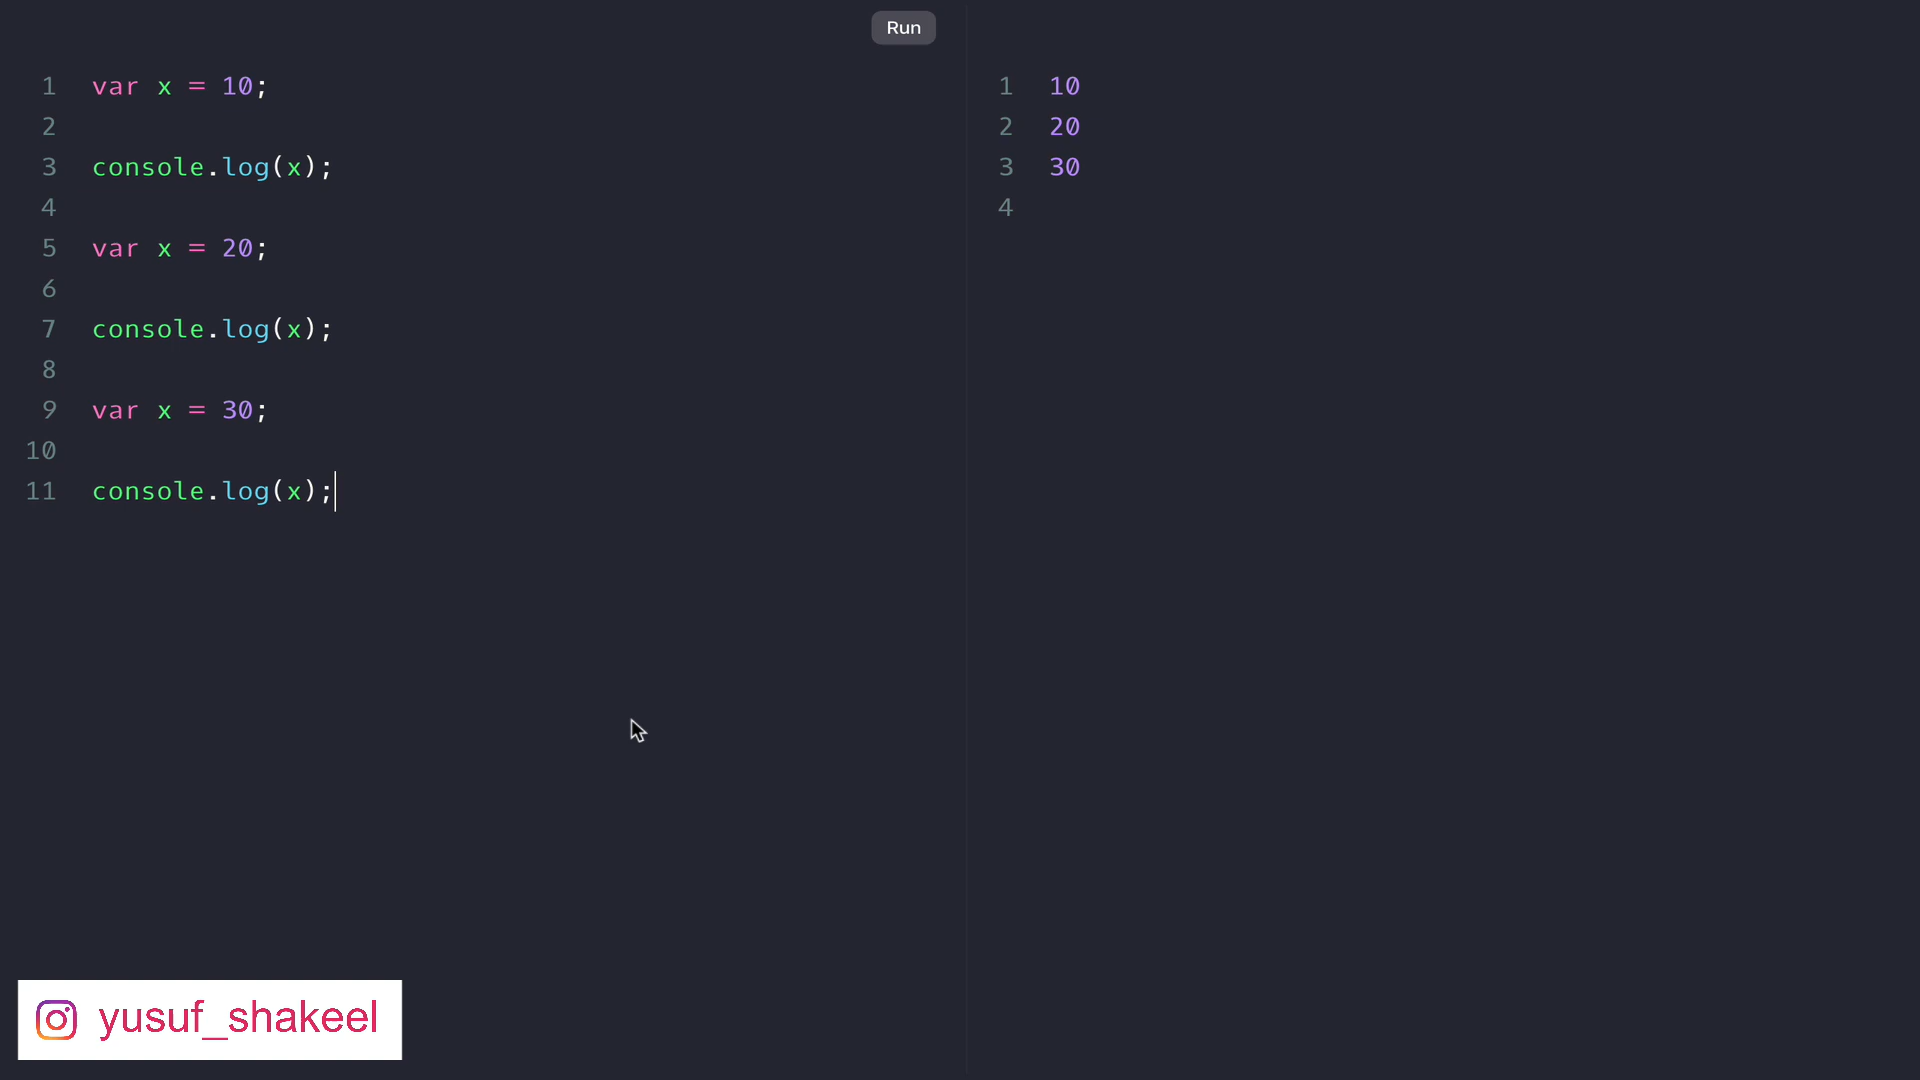 Run
1 var x = 10;
2
3 console.log(x);
4
5 var x = 20;
6
7 console.log(x);
8
9 var x = 30;
10
11 console.log(x);
1 10
2 20
3 30
4
yusuf_shakeel